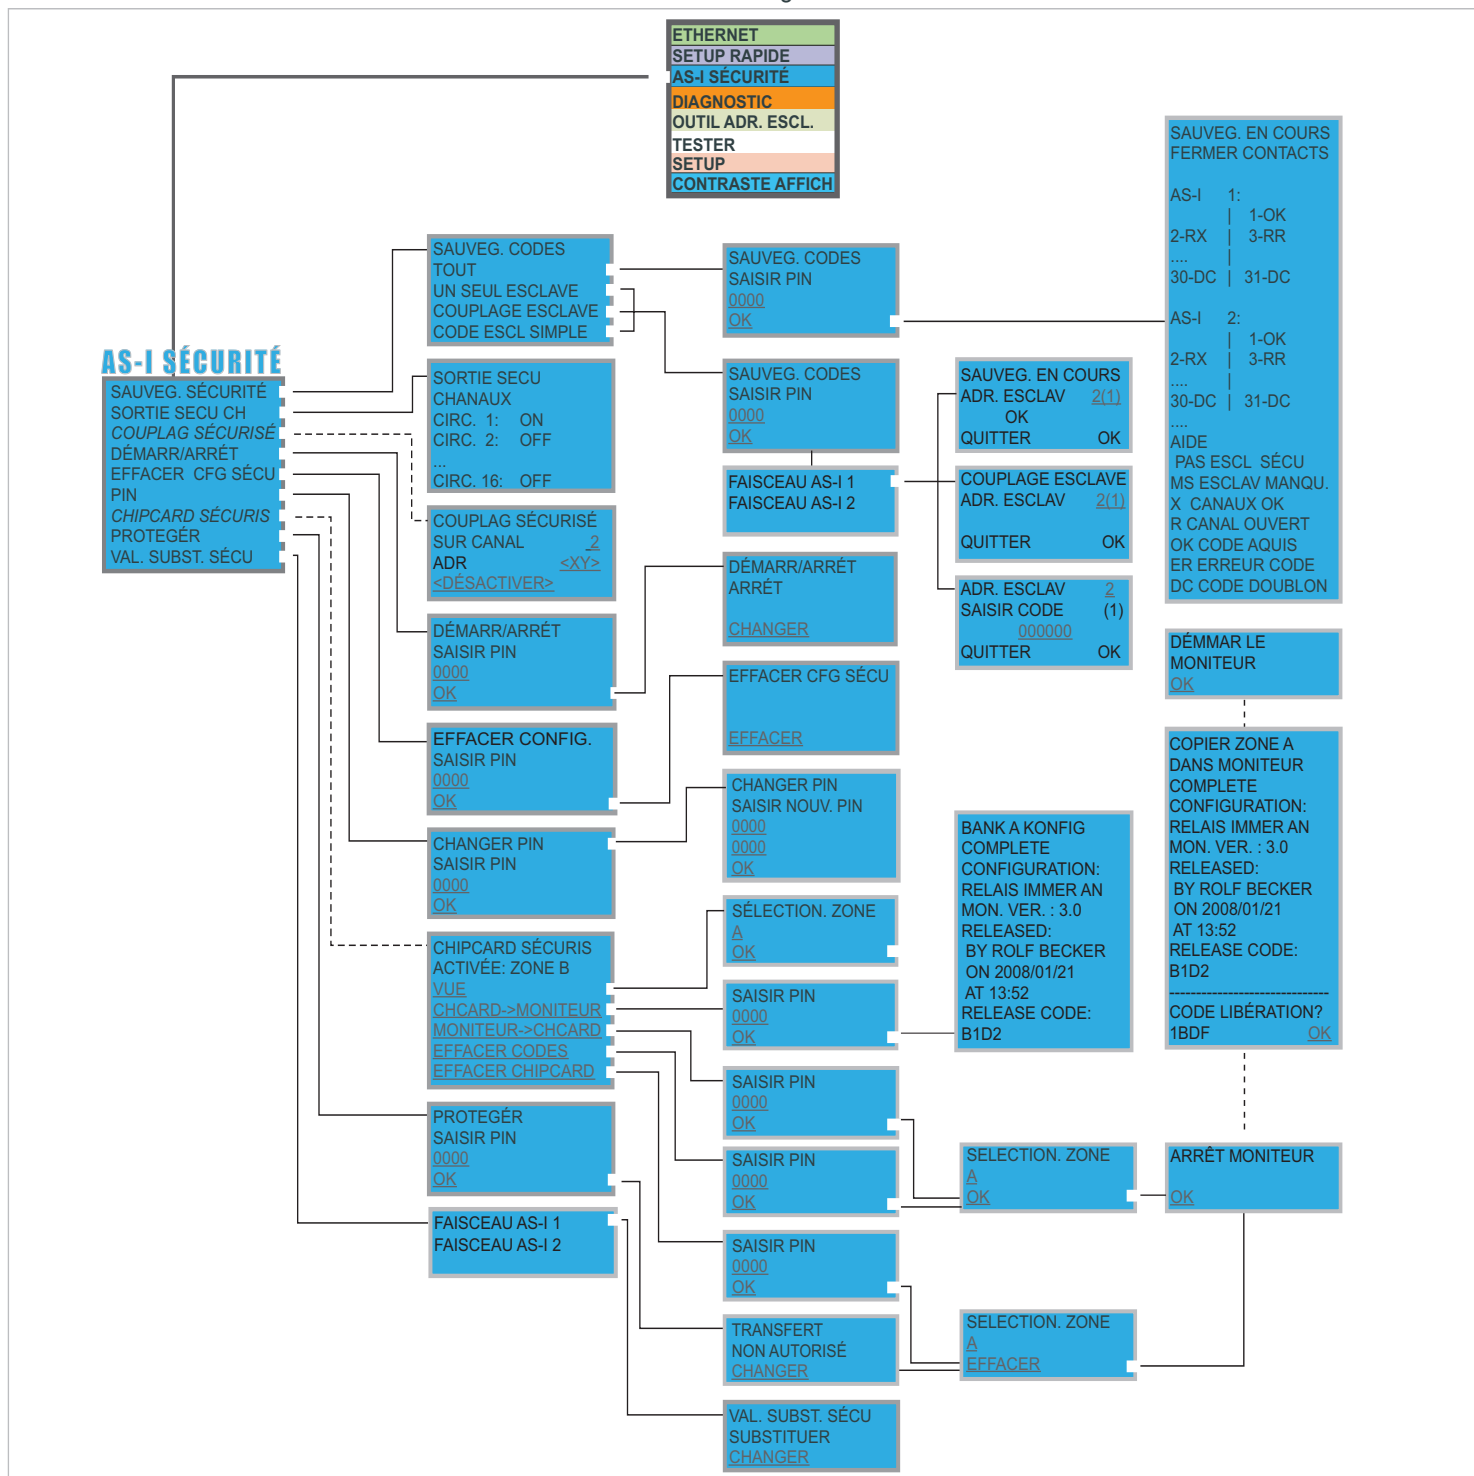 ETHERNET
SETUP RAPIDE
AS-I SÉCURITÉ
DIAGNOSTIC
OUTIL ADR. ESCL.
TESTER
SETUP
CONTRASTE AFFICH
AS-I SÉCURITÉ
SAUVEG. SÉCURITÉ
SORTIE SECU CH
COUPLAG SÉCURISÉ
DÉMARR/ARRÉT
EFFACER CFG SÉCU
PIN
CHIPCARD SÉCURIS
PROTEGÉR
VAL. SUBST. SÉCU
SAUVEG. CODES
TOUT
UN SEUL ESCLAVE
COUPLAGE ESCLAVE
CODE ESCL SIMPLE
SORTIE SECU
CHANAUX
CIRC. 1: ON
CIRC. 2: OFF
...
CIRC. 16: OFF
COUPLAG SÉCURISÉ
SUR CANAL 2
ADR <XY>
<DÉSACTIVER>
DÉMARR/ARRÉT
SAISIR PIN
0000
OK
EFFACER CONFIG.
SAISIR PIN
0000
OK
CHANGER PIN
SAISIR PIN
0000
OK
CHIPCARD SÉCURIS
ACTIVÉE: ZONE B
VUE
CHCARD->MONITEUR
MONITEUR->CHCARD
EFFACER CODES
EFFACER CHIPCARD
PROTEGÉR
SAISIR PIN
0000
OK
FAISCEAU AS-I 1
FAISCEAU AS-I 2
SAUVEG. CODES
SAISIR PIN
0000
OK
SAUVEG. CODES
SAISIR PIN
0000
OK
FAISCEAU AS-I 1
FAISCEAU AS-I 2
DÉMARR/ARRÉT
ARRÉT
CHANGER
EFFACER CFG SÉCU
EFFACER
CHANGER PIN
SAISIR NOUV. PIN
0000
0000
OK
SÉLECTION. ZONE
A
OK
SAISIR PIN
0000
OK
SAISIR PIN
0000
OK
SAISIR PIN
0000
OK
SAISIR PIN
0000
OK
TRANSFERT
NON AUTORISÉ
CHANGER
VAL. SUBST. SÉCU
SUBSTITUER
CHANGER
SAUVEG. EN COURS
ADR. ESCLAV 2(1)
OK
QUITTER OK
COUPLAGE ESCLAVE
ADR. ESCLAV 2(1)
QUITTER OK
ADR. ESCLAV 2
SAISIR CODE (1)
000000
QUITTER OK
BANK A KONFIG
COMPLETE
CONFIGURATION:
RELAIS IMMER AN
MON. VER. : 3.0
RELEASED:
BY ROLF BECKER
ON 2008/01/21
AT 13:52
RELEASE CODE:
B1D2
SELECTION. ZONE
A
OK
SELECTION. ZONE
A
EFFACER
SAUVEG. EN COURS
FERMER CONTACTS
AS-I 1:
| 1-OK
2-RX | 3-RR
.... |
30-DC | 31-DC
AS-I 2:
| 1-OK
2-RX | 3-RR
.... |
30-DC | 31-DC
....
AIDE
PAS ESCL SÉCU
MS ESCLAV MANQU.
X CANAUX OK
R CANAL OUVERT
OK CODE AQUIS
ER ERREUR CODE
DC CODE DOUBLON
DÉMMAR LE
MONITEUR
OK
COPIER ZONE A
DANS MONITEUR
COMPLETE
CONFIGURATION:
RELAIS IMMER AN
MON. VER. : 3.0
RELEASED:
BY ROLF BECKER
ON 2008/01/21
AT 13:52
RELEASE CODE:
B1D2
----------------------------
CODE LIBÉRATION?
1BDF OK
ARRÊT MONITEUR
OK